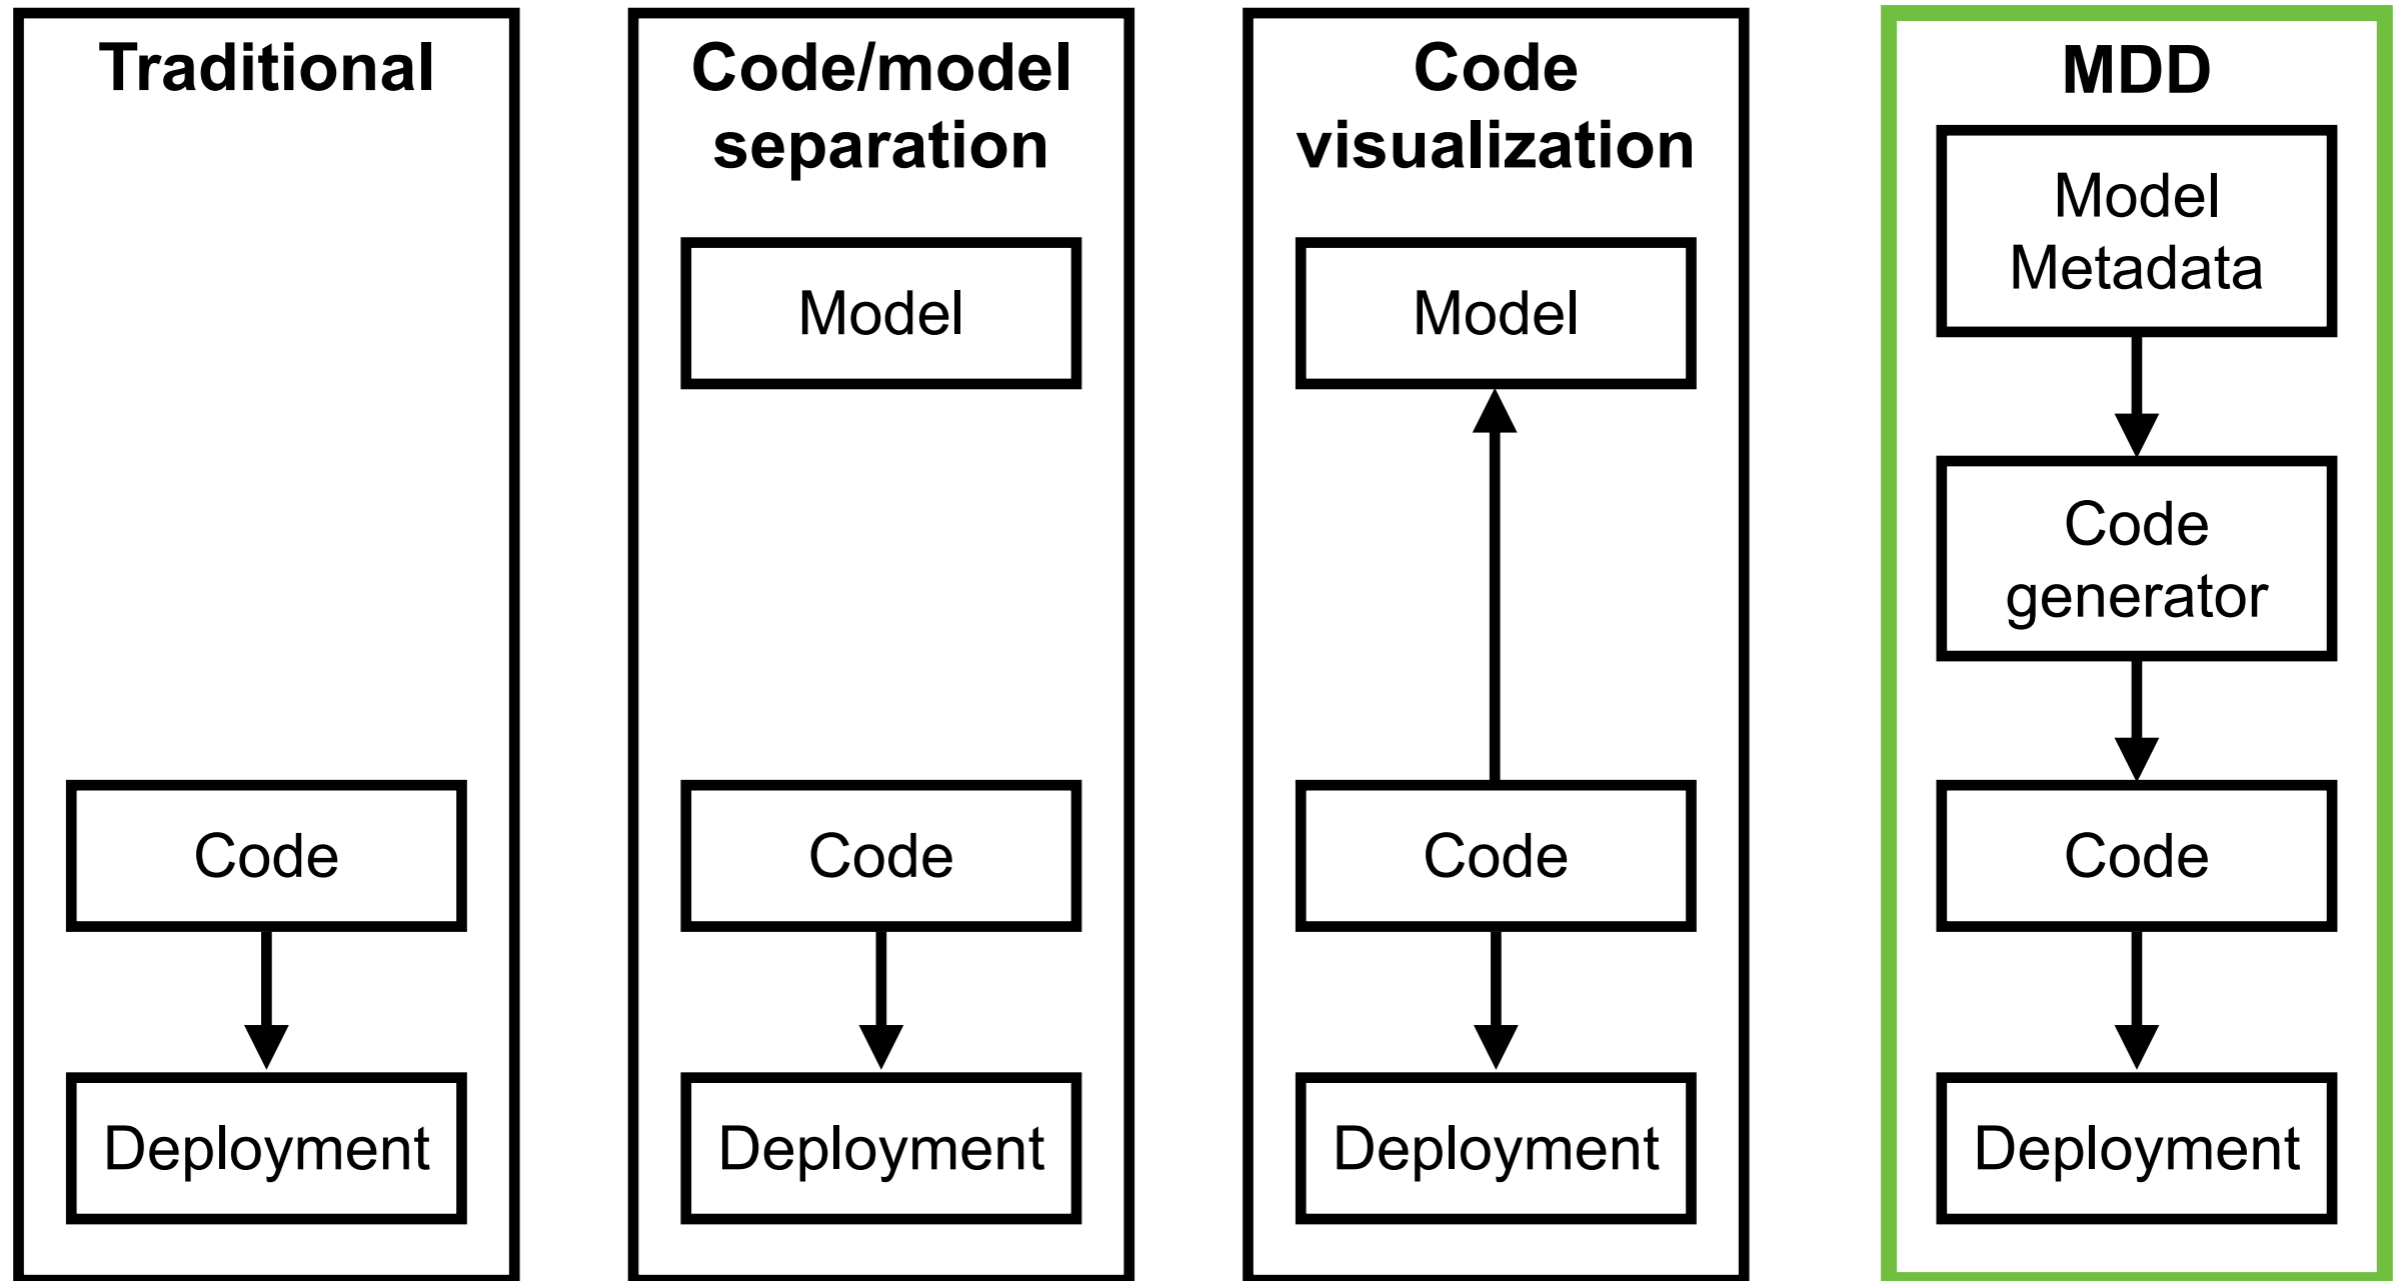 Traditional
Code
Deployment
Code/model
separation
Model
Code
Deployment
Code
visualization
Model
Code
Deployment
MDD
Model
Metadata
Code
generator
Code
Deployment